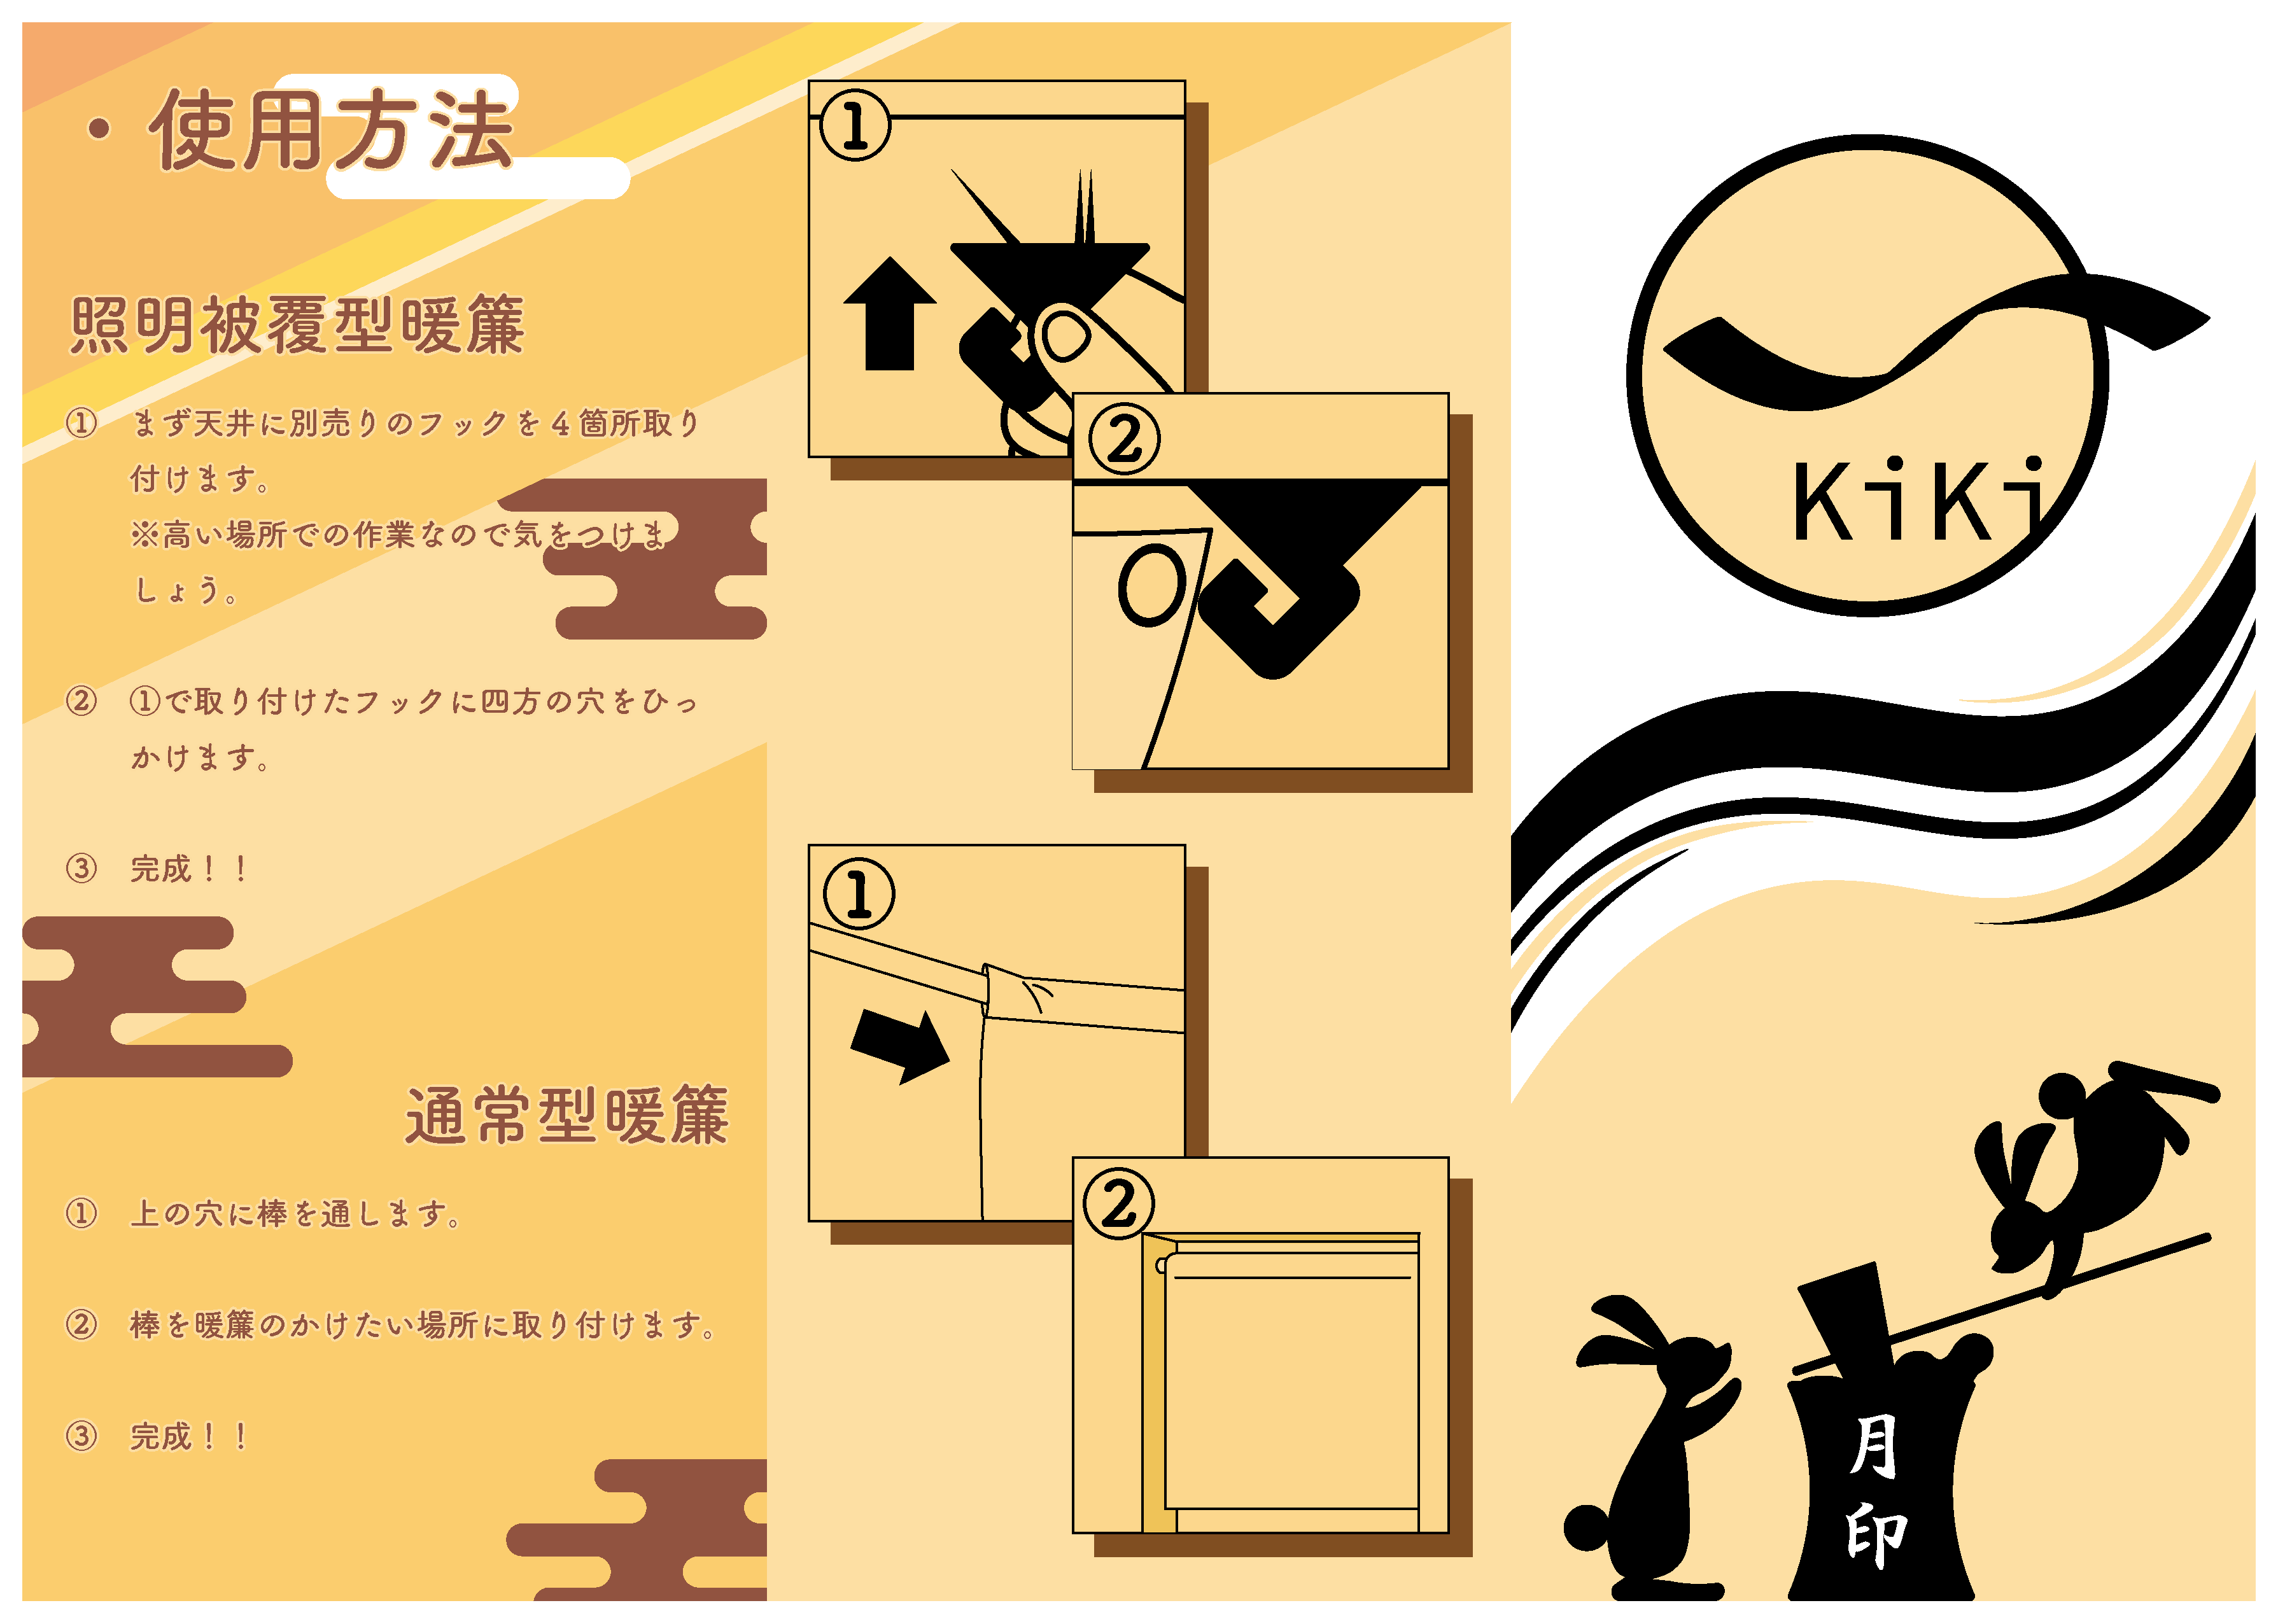 ・使用方法
照明被覆型暖簾
① まず天井に別売りのフックを４箇所取り
付けます。
※高い場所での作業なので気をつけま
しょう。
② ①で取り付けたフックに四方の穴をひっ
かけます。
③ 完成！！
通常型暖簾
① 上の穴に棒を通します。
② 棒を暖簾のかけたい場所に取り付けます。
③ 完成！！
①
②
①
②
KiKi
月
印